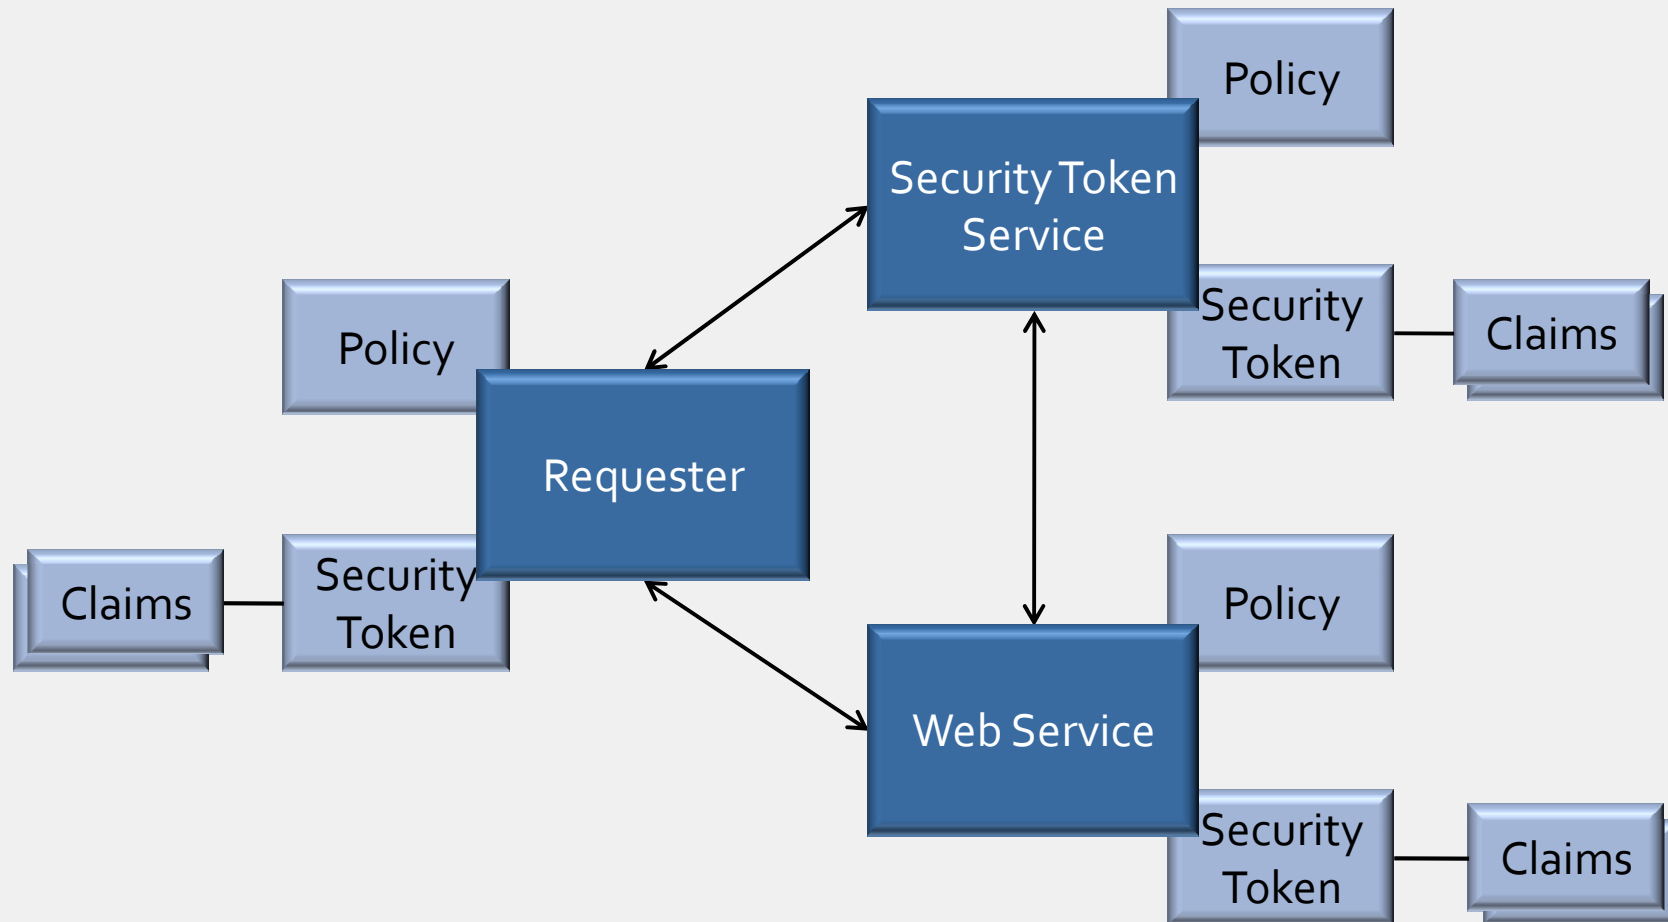 Policy
Security Token
Service
Security
Token
Claims
Policy
Requester
Claims
Security
Token
Policy
Web Service
Security
Token
Claims